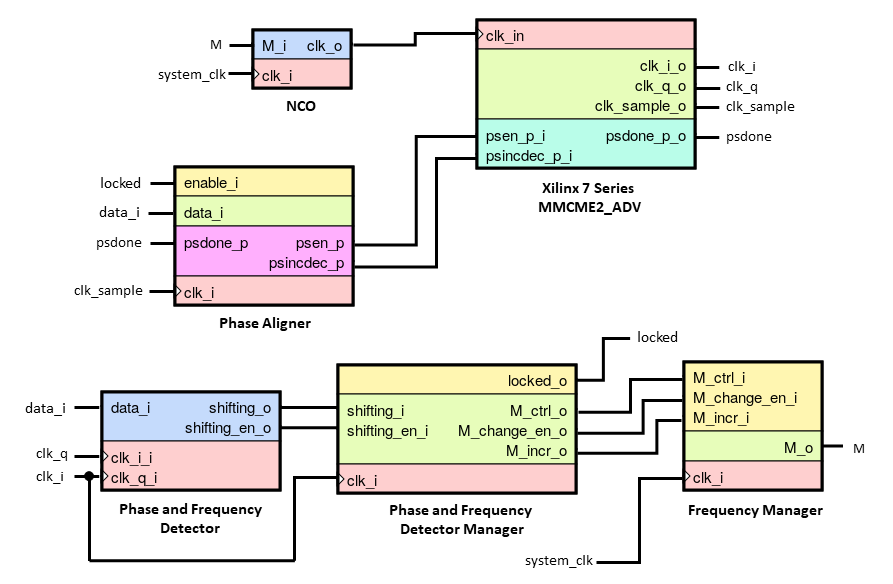 M
M_i clk_o
system_clk
clk_i
NCO
clk_in
clk_i_o
clk_i
clk_q_o
clk_q
clk_sample_o
clk_sample
psen_p_i
psdone_p_o
psdone
psincdec_p_i
Xilinx 7 Series
MMCME2_ADV
locked
enable_i
data_i
data_i
psdone
psdone_p
psen_p
psincdec_p
clk_sample
clk_i
Phase Aligner
locked
data_i
data_i
shifting_o
shifting_en_o
clk_q
clk_i_i
clk_i
clk_q_i
Phase and Frequency
Detector
locked_o
shifting_i
M_ctrl_o
shifting_en_i
M_change_en_o
M_incr_o
clk_i
Phase and Frequency
Detector Manager
M_ctrl_i
M_change_en_i
M_incr_i
M_o
M
clk_i
Frequency Manager
system_clk